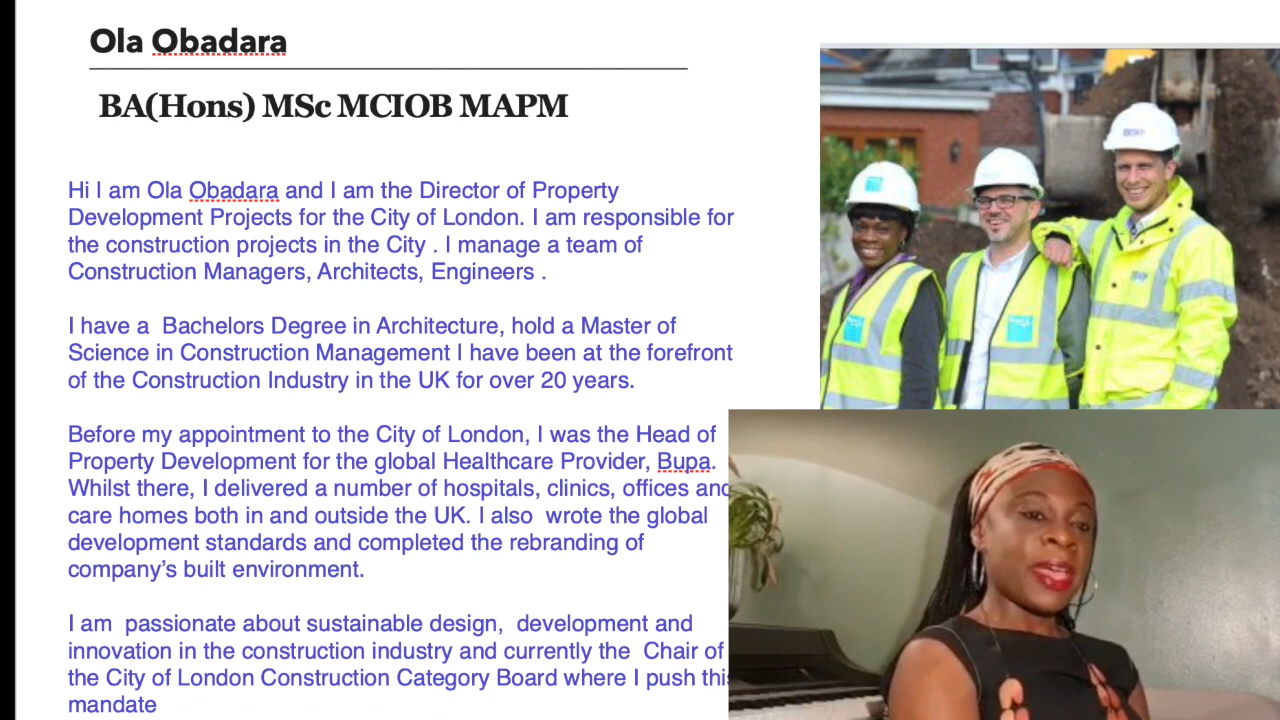 Ola Obadara
BA(Hons) MSc MCIOB MAPM
Hi I am Ola Obadara and I am the Director of Property
Development Projects for the City of London. I am responsible for
the construction projects in the City . I manage a team of
Construction Managers, Architects, Engineers .
I have a  Bachelors Degree in Architecture, hold a Master of
Science in Construction Management I have been at the forefront
of the Construction Industry in the UK for over 20 years.
Before my appointment to the City of London, I was the Head of
Property Development for the global Healthcare Provider, Bupa.
Whilst there, I delivered a number of hospitals, clinics, offices and
care homes both in and outside the UK. I also  wrote the global
development standards and completed the rebranding of
company’s built environment.
I am  passionate about sustainable design,  development and
innovation in the construction industry and currently the  Chair of
the City of London Construction Category Board where I push this
mandate